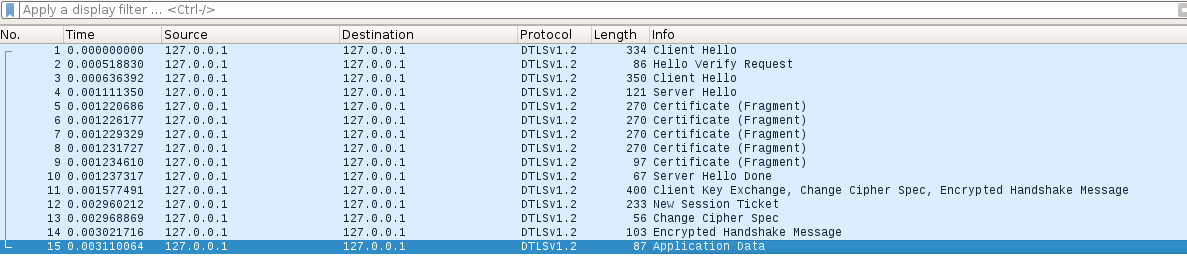 Apply a display filter ... <Ctrl-/>
No. Time Source Destination Protocol Length Info
1 0.000000000 127.0.0.1 127.0.0.1 DTLSv1.2 334 Client Hello
2 0.000518830 127.0.0.1 127.0.0.1 DTLSv1.2 86 Hello Verify Request
3 0.000636392 127.0.0.1 127.0.0.1 DTLSv1.2 350 Client Hello
4 0.001111350 127.0.0.1 127.0.0.1 DTLSv1.2 121 Server Hello
5 0.001220686 127.0.0.1 127.0.0.1 DTLSv1.2 270 Certificate (Fragment)
6 0.001226177 127.0.0.1 127.0.0.1 DTLSv1.2 270 Certificate (Fragment)
7 0.001229329 127.0.0.1 127.0.0.1 DTLSv1.2 270 Certificate (Fragment)
8 0.001231727 127.0.0.1 127.0.0.1 DTLSv1.2 270 Certificate (Fragment)
9 0.001234610 127.0.0.1 127.0.0.1 DTLSv1.2 97 Certificate (Fragment)
10 0.001237317 127.0.0.1 127.0.0.1 DTLSv1.2 67 Server Hello Done
11 0.001577491 127.0.0.1 127.0.0.1 DTLSv1.2 400 Client Key Exchange, Change Cipher Spec, Encrypted Handshake Message
12 0.002960212 127.0.0.1 127.0.0.1 DTLSv1.2 233 New Session Ticket
13 0.002968869 127.0.0.1 127.0.0.1 DTLSv1.2 56 Change Cipher Spec
14 0.003021716 127.0.0.1 127.0.0.1 DTLSv1.2 103 Encrypted Handshake Message
15 0.003110064 127.0.0.1 127.0.0.1 DTLSv1.2 87 Application Data